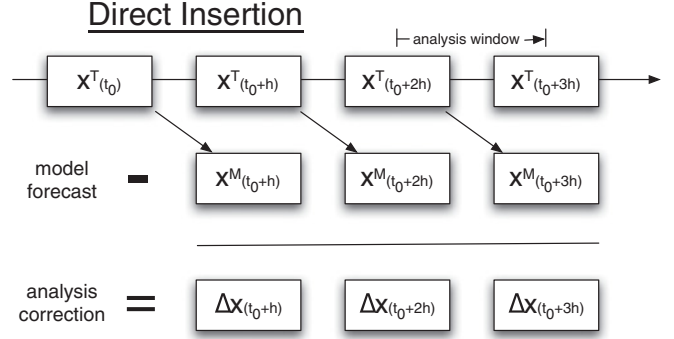 Direct Insertion
analysis window
x^T(t₀) x^T(t₀+h) x^T(t₀+2h) x^T(t₀+3h)
model
forecast - x^M(t₀+h) x^M(t₀+2h) x^M(t₀+3h)
analysis
correction = Δx(t₀+h) Δx(t₀+2h) Δx(t₀+3h)